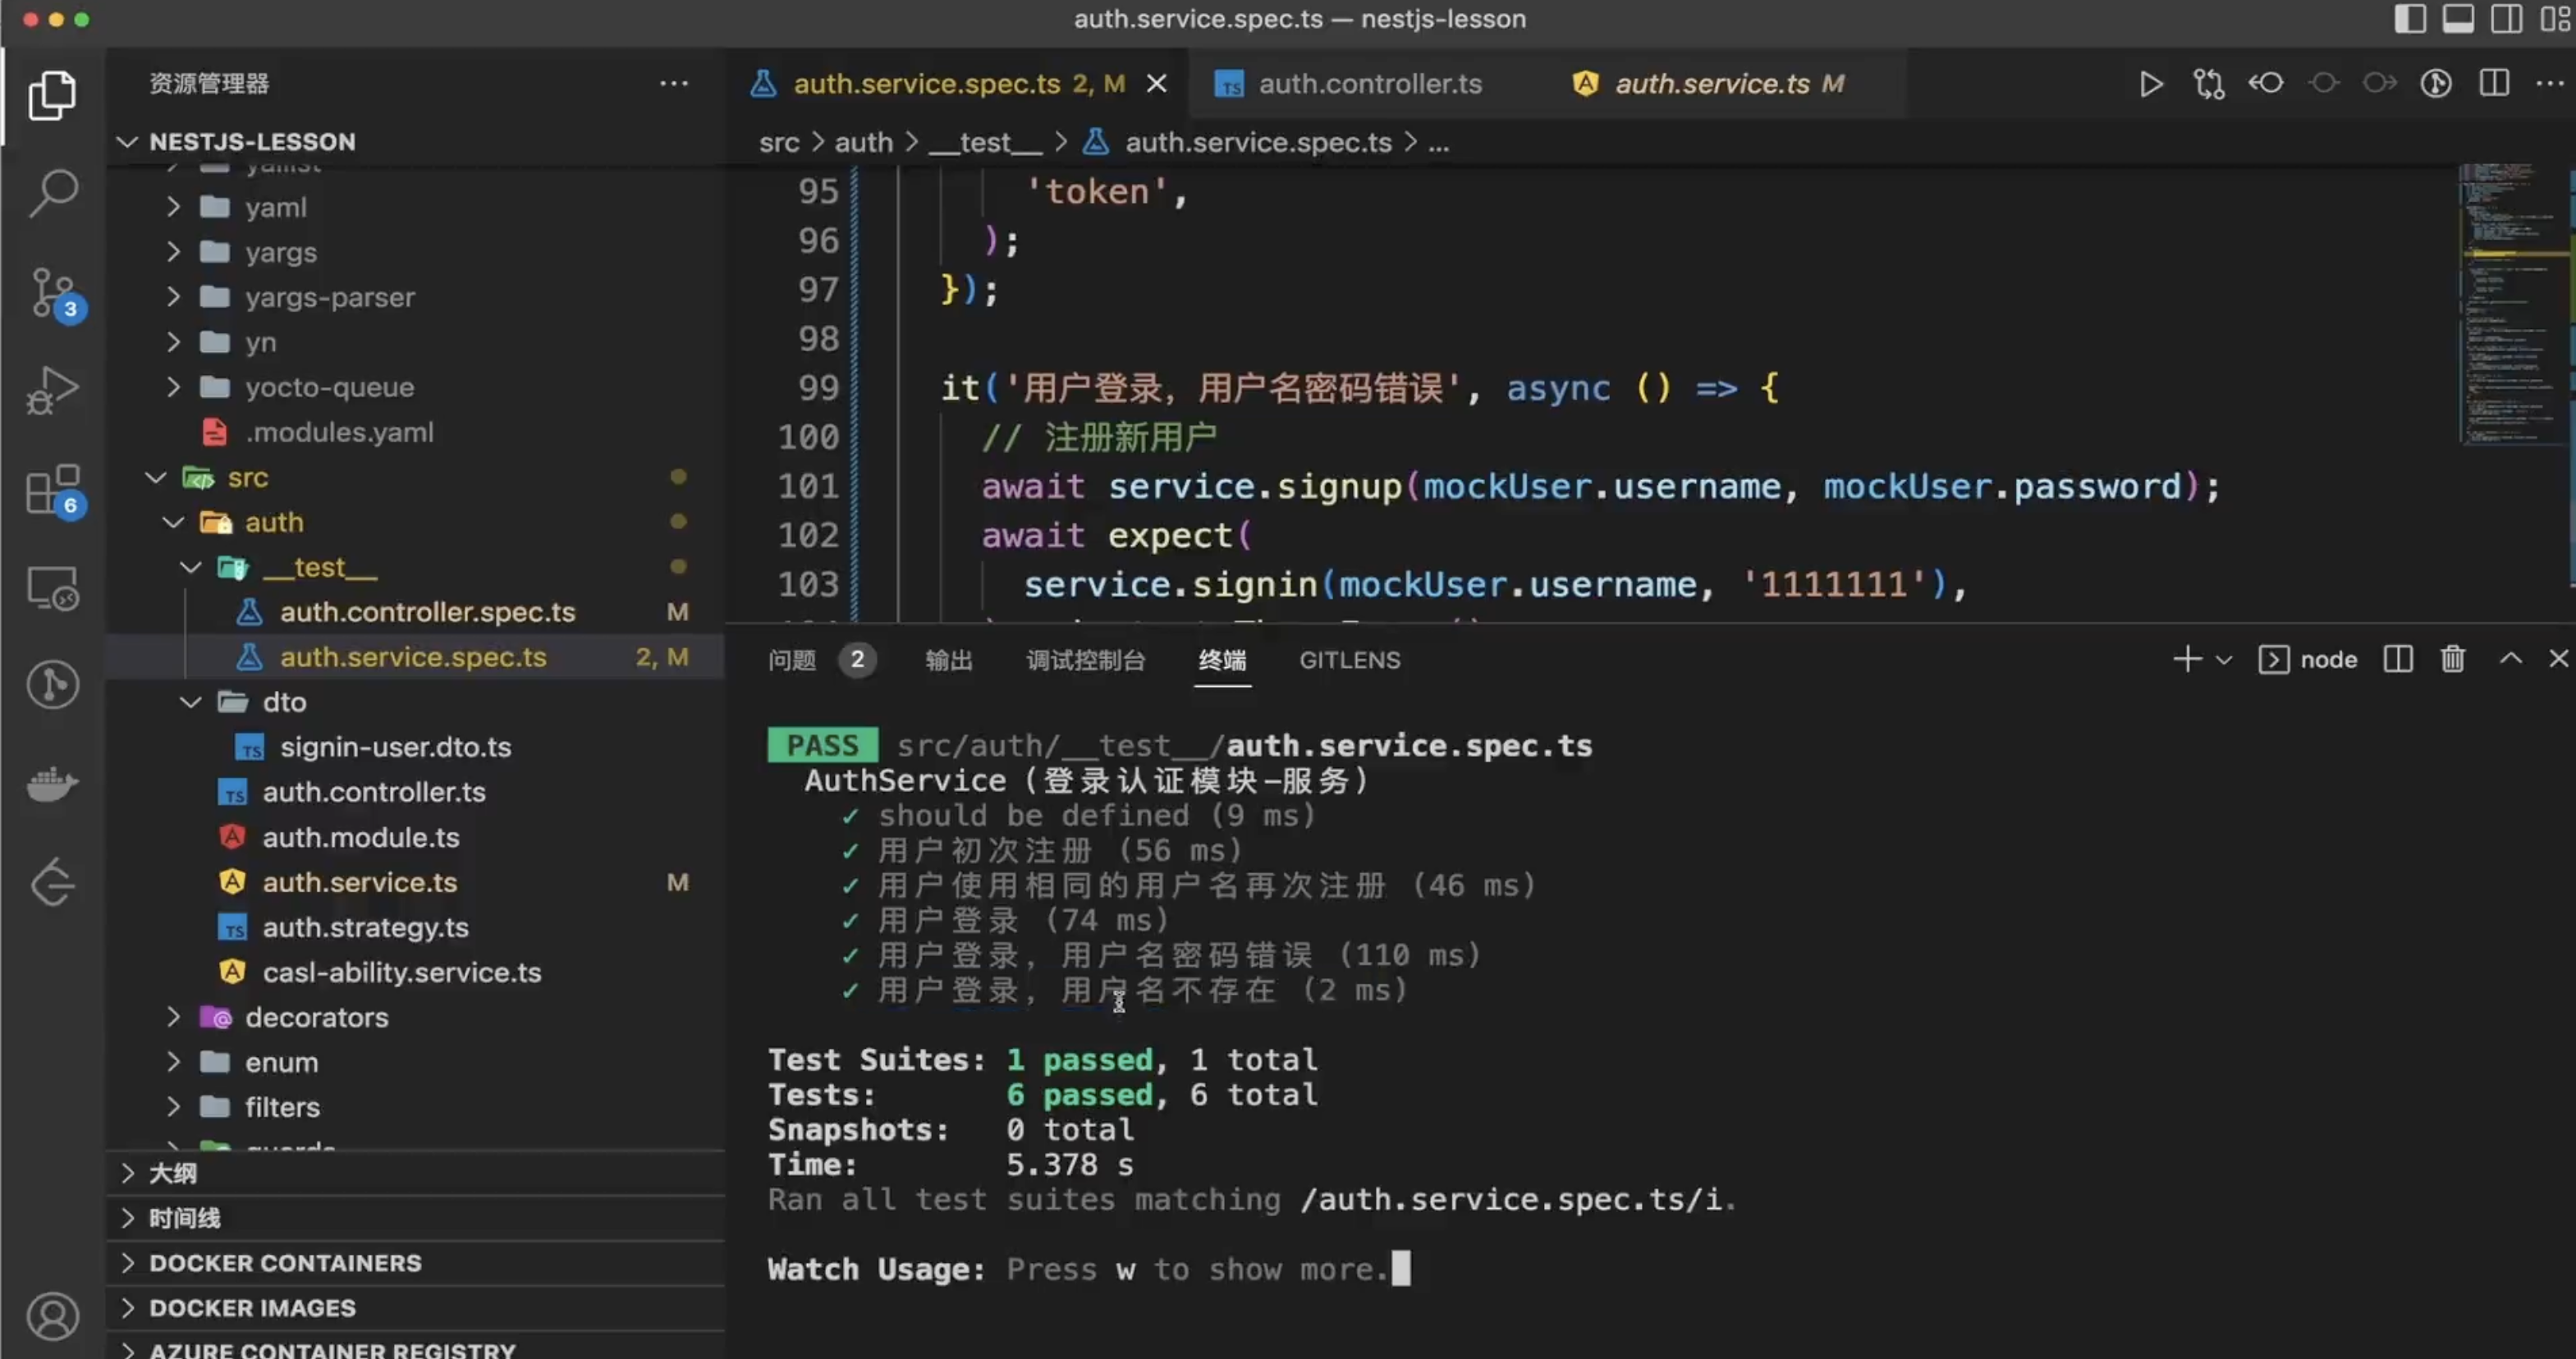 auth.service.spec.ts — nestjs-lesson
资源管理器
NESTJS-LESSON
yaml
yargs
yargs-parser
yn
yocto-queue
.modules.yaml
src
auth
__test__
auth.controller.spec.ts M
auth.service.spec.ts 2, M
dto
signin-user.dto.ts
auth.controller.ts
auth.module.ts
auth.service.ts M
auth.strategy.ts
casl-ability.service.ts
decorators
enum
filters
大纲
时间线
DOCKER CONTAINERS
DOCKER IMAGES
AZURE CONTAINER REGISTRY
3
6
auth.service.spec.ts 2, M
auth.controller.ts
auth.service.ts M
src > auth > __test__ > auth.service.spec.ts > ...
95 'token',
96 );
97 });
98
99 it('用户登录，用户名密码错误', async () => {
100 // 注册新用户
101 await service.signup(mockUser.username, mockUser.password);
102 await expect(
103 service.signin(mockUser.username, '1111111'),
问题 2 输出 调试控制台 终端 GITLENS
node
PASS src/auth/__test__/auth.service.spec.ts
AuthService (登录认证模块-服务)
✓ should be defined (9 ms)
✓ 用户初次注册 (56 ms)
✓ 用户使用相同的用户名再次注册 (46 ms)
✓ 用户登录 (74 ms)
✓ 用户登录，用户名密码错误 (110 ms)
✓ 用户登录，用户名不存在 (2 ms)
Test Suites: 1 passed, 1 total
Tests: 6 passed, 6 total
Snapshots: 0 total
Time: 5.378 s
Ran all test suites matching /auth.service.spec.ts/i.
Watch Usage: Press w to show more.